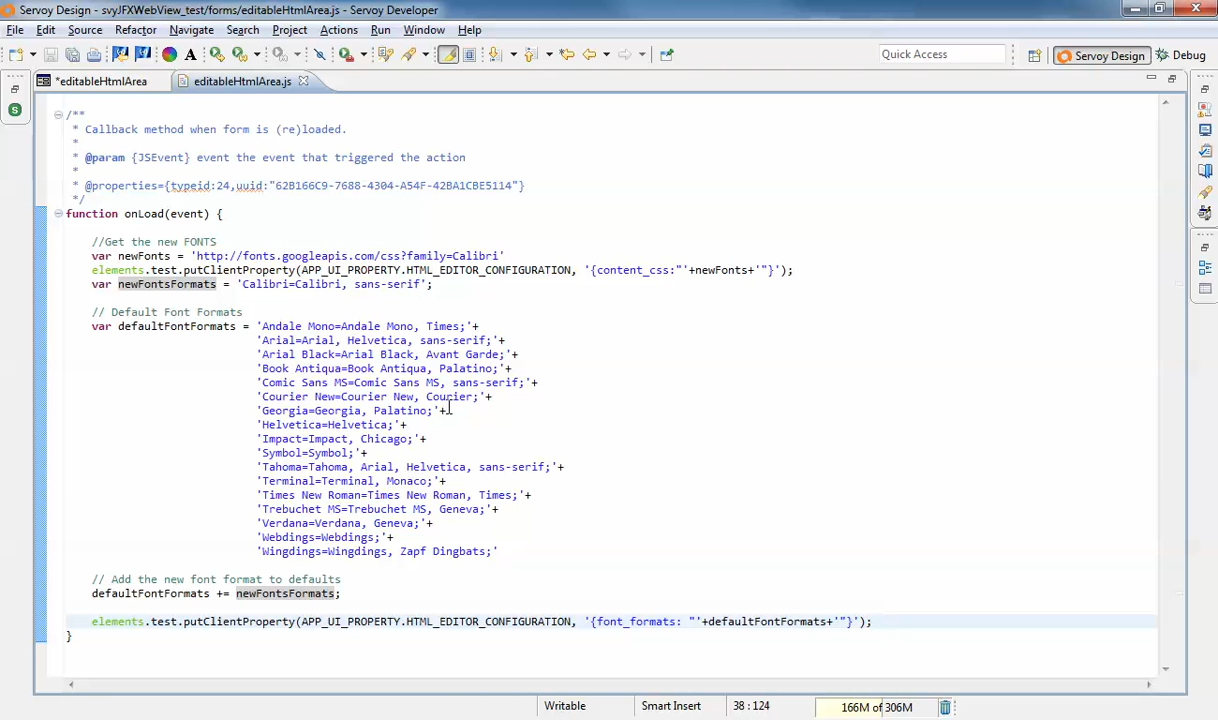 Servoy Design - svyJFXWebView_test/forms/editableHtmlArea.js - Servoy Developer
File Edit Source Refactor Navigate Search Project Actions Run Window Help
Quick Access
Servoy Design
Debug
*editableHtmlArea
editableHtmlArea.js
S
/**
* Callback method when form is (re)loaded.
*
* @param {JSEvent} event the event that triggered the action
*
* @properties={typeid:24,uuid:"62B166C9-7688-4304-A54F-42BA1CBE5114"}
*/
function onLoad(event) {
//Get the new FONTS
var newFonts = 'http://fonts.googleapis.com/css?family=Calibri'
elements.test.putClientProperty(APP_UI_PROPERTY.HTML_EDITOR_CONFIGURATION, '{content_css:"'+newFonts+'"}');
var newFontsFormats = 'Calibri=Calibri, sans-serif';
// Default Font Formats
var defaultFontFormats = 'Andale Mono=Andale Mono, Times;'+
'Arial=Arial, Helvetica, sans-serif;'+
'Arial Black=Arial Black, Avant Garde;'+
'Book Antiqua=Book Antiqua, Palatino;'+
'Comic Sans MS=Comic Sans MS, sans-serif;'+
'Courier New=Courier New, Courier;'+
'Georgia=Georgia, Palatino;'+
'Helvetica=Helvetica;'+
'Impact=Impact, Chicago;'+
'Symbol=Symbol;'+
'Tahoma=Tahoma, Arial, Helvetica, sans-serif;'+
'Terminal=Terminal, Monaco;'+
'Times New Roman=Times New Roman, Times;'+
'Trebuchet MS=Trebuchet MS, Geneva;'+
'Verdana=Verdana, Geneva;'+
'Webdings=Webdings;'+
'Wingdings=Wingdings, Zapf Dingbats;'
// Add the new font format to defaults
defaultFontFormats += newFontsFormats;
elements.test.putClientProperty(APP_UI_PROPERTY.HTML_EDITOR_CONFIGURATION, '{font_formats: "'+defaultFontFormats+'"}');
}
Writable
Smart Insert
38 : 124
166M of 306M